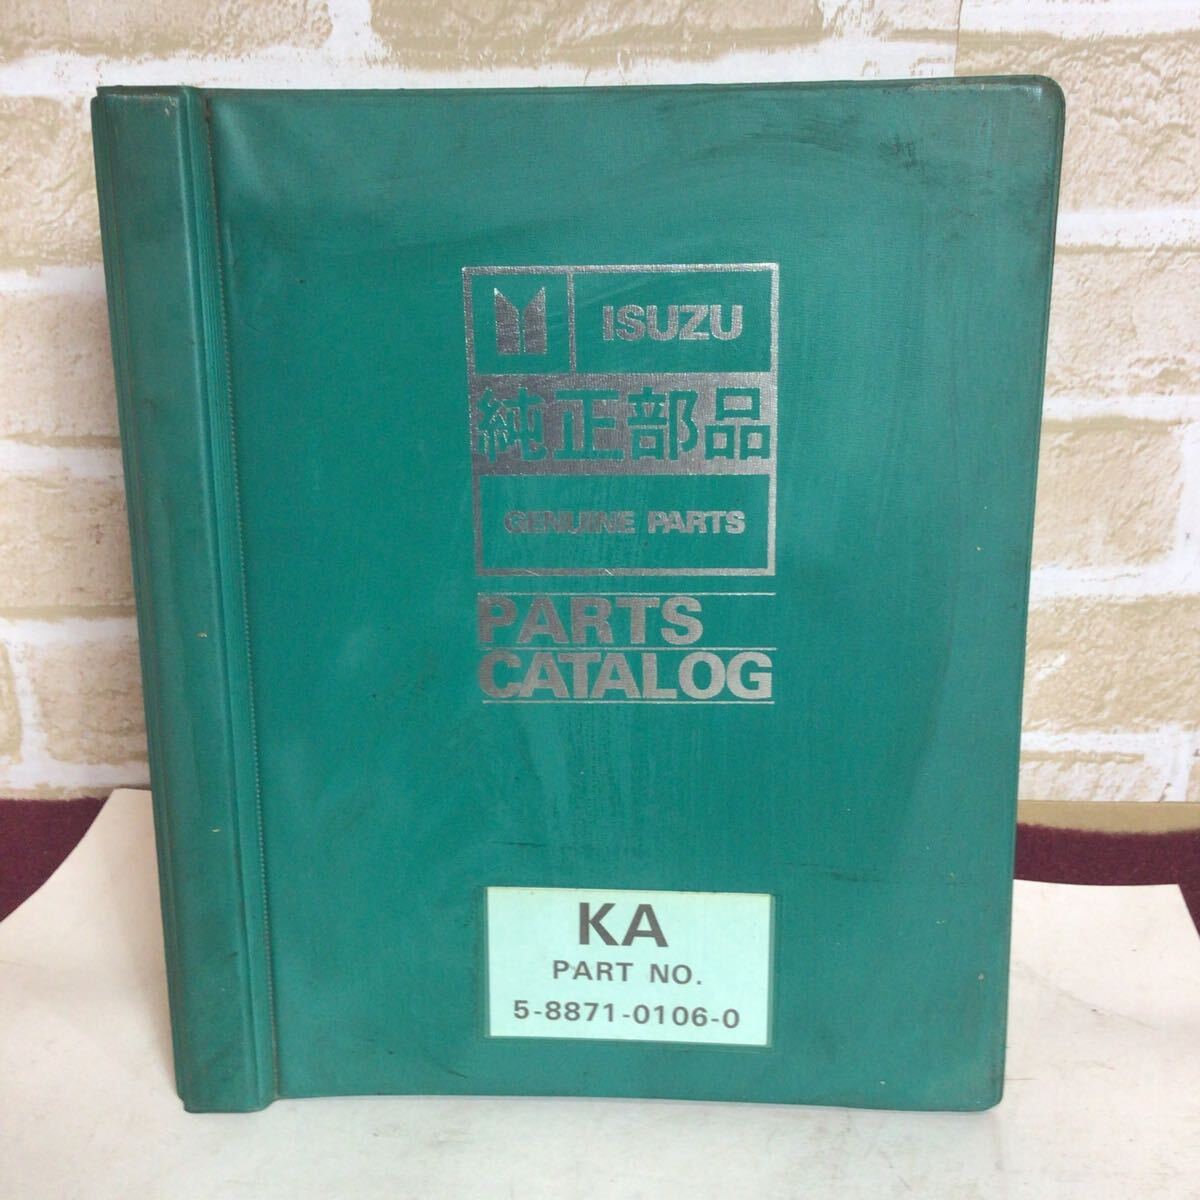 ISUZU
純正部品
GENUINE PARTS
PARTS
CATALOG
KA
PART NO.
5-8871-0106-0